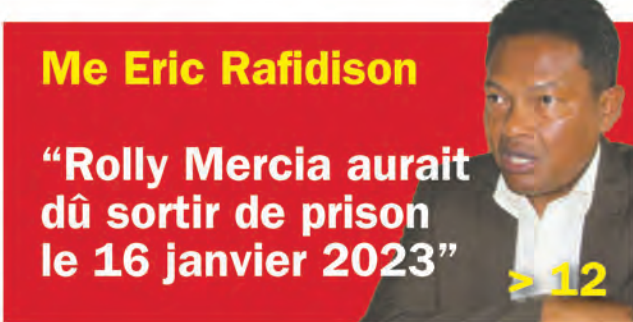 Me Eric Rafidison
“Rolly Mercia aurait
dû sortir de prison
le 16 janvier 2023”
> 12